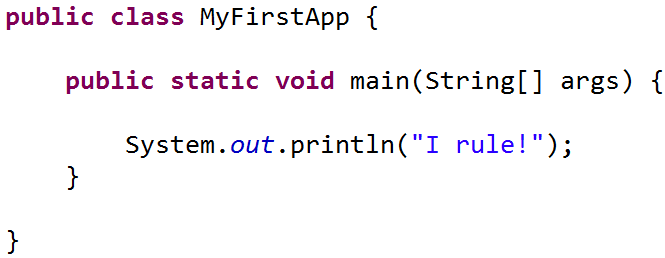 public class MyFirstApp {
public static void main(String[] args) {
System.out.println("I rule!");
}
}